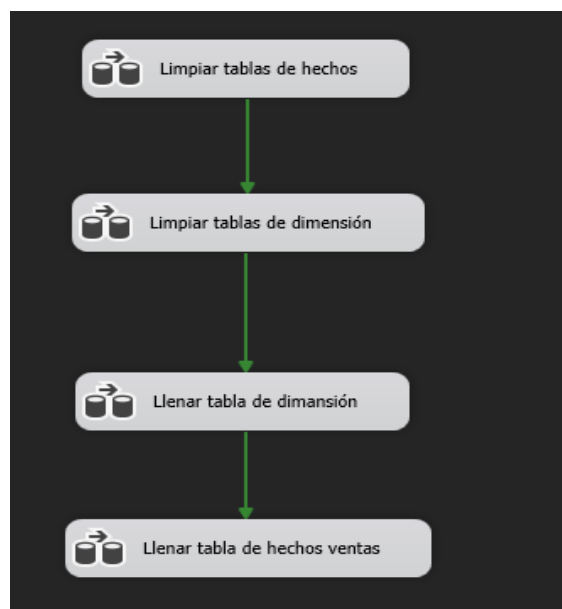 Limpiar tablas de hechos
Limpiar tablas de dimensión
Llenar tabla de dimansión
Llenar tabla de hechos ventas